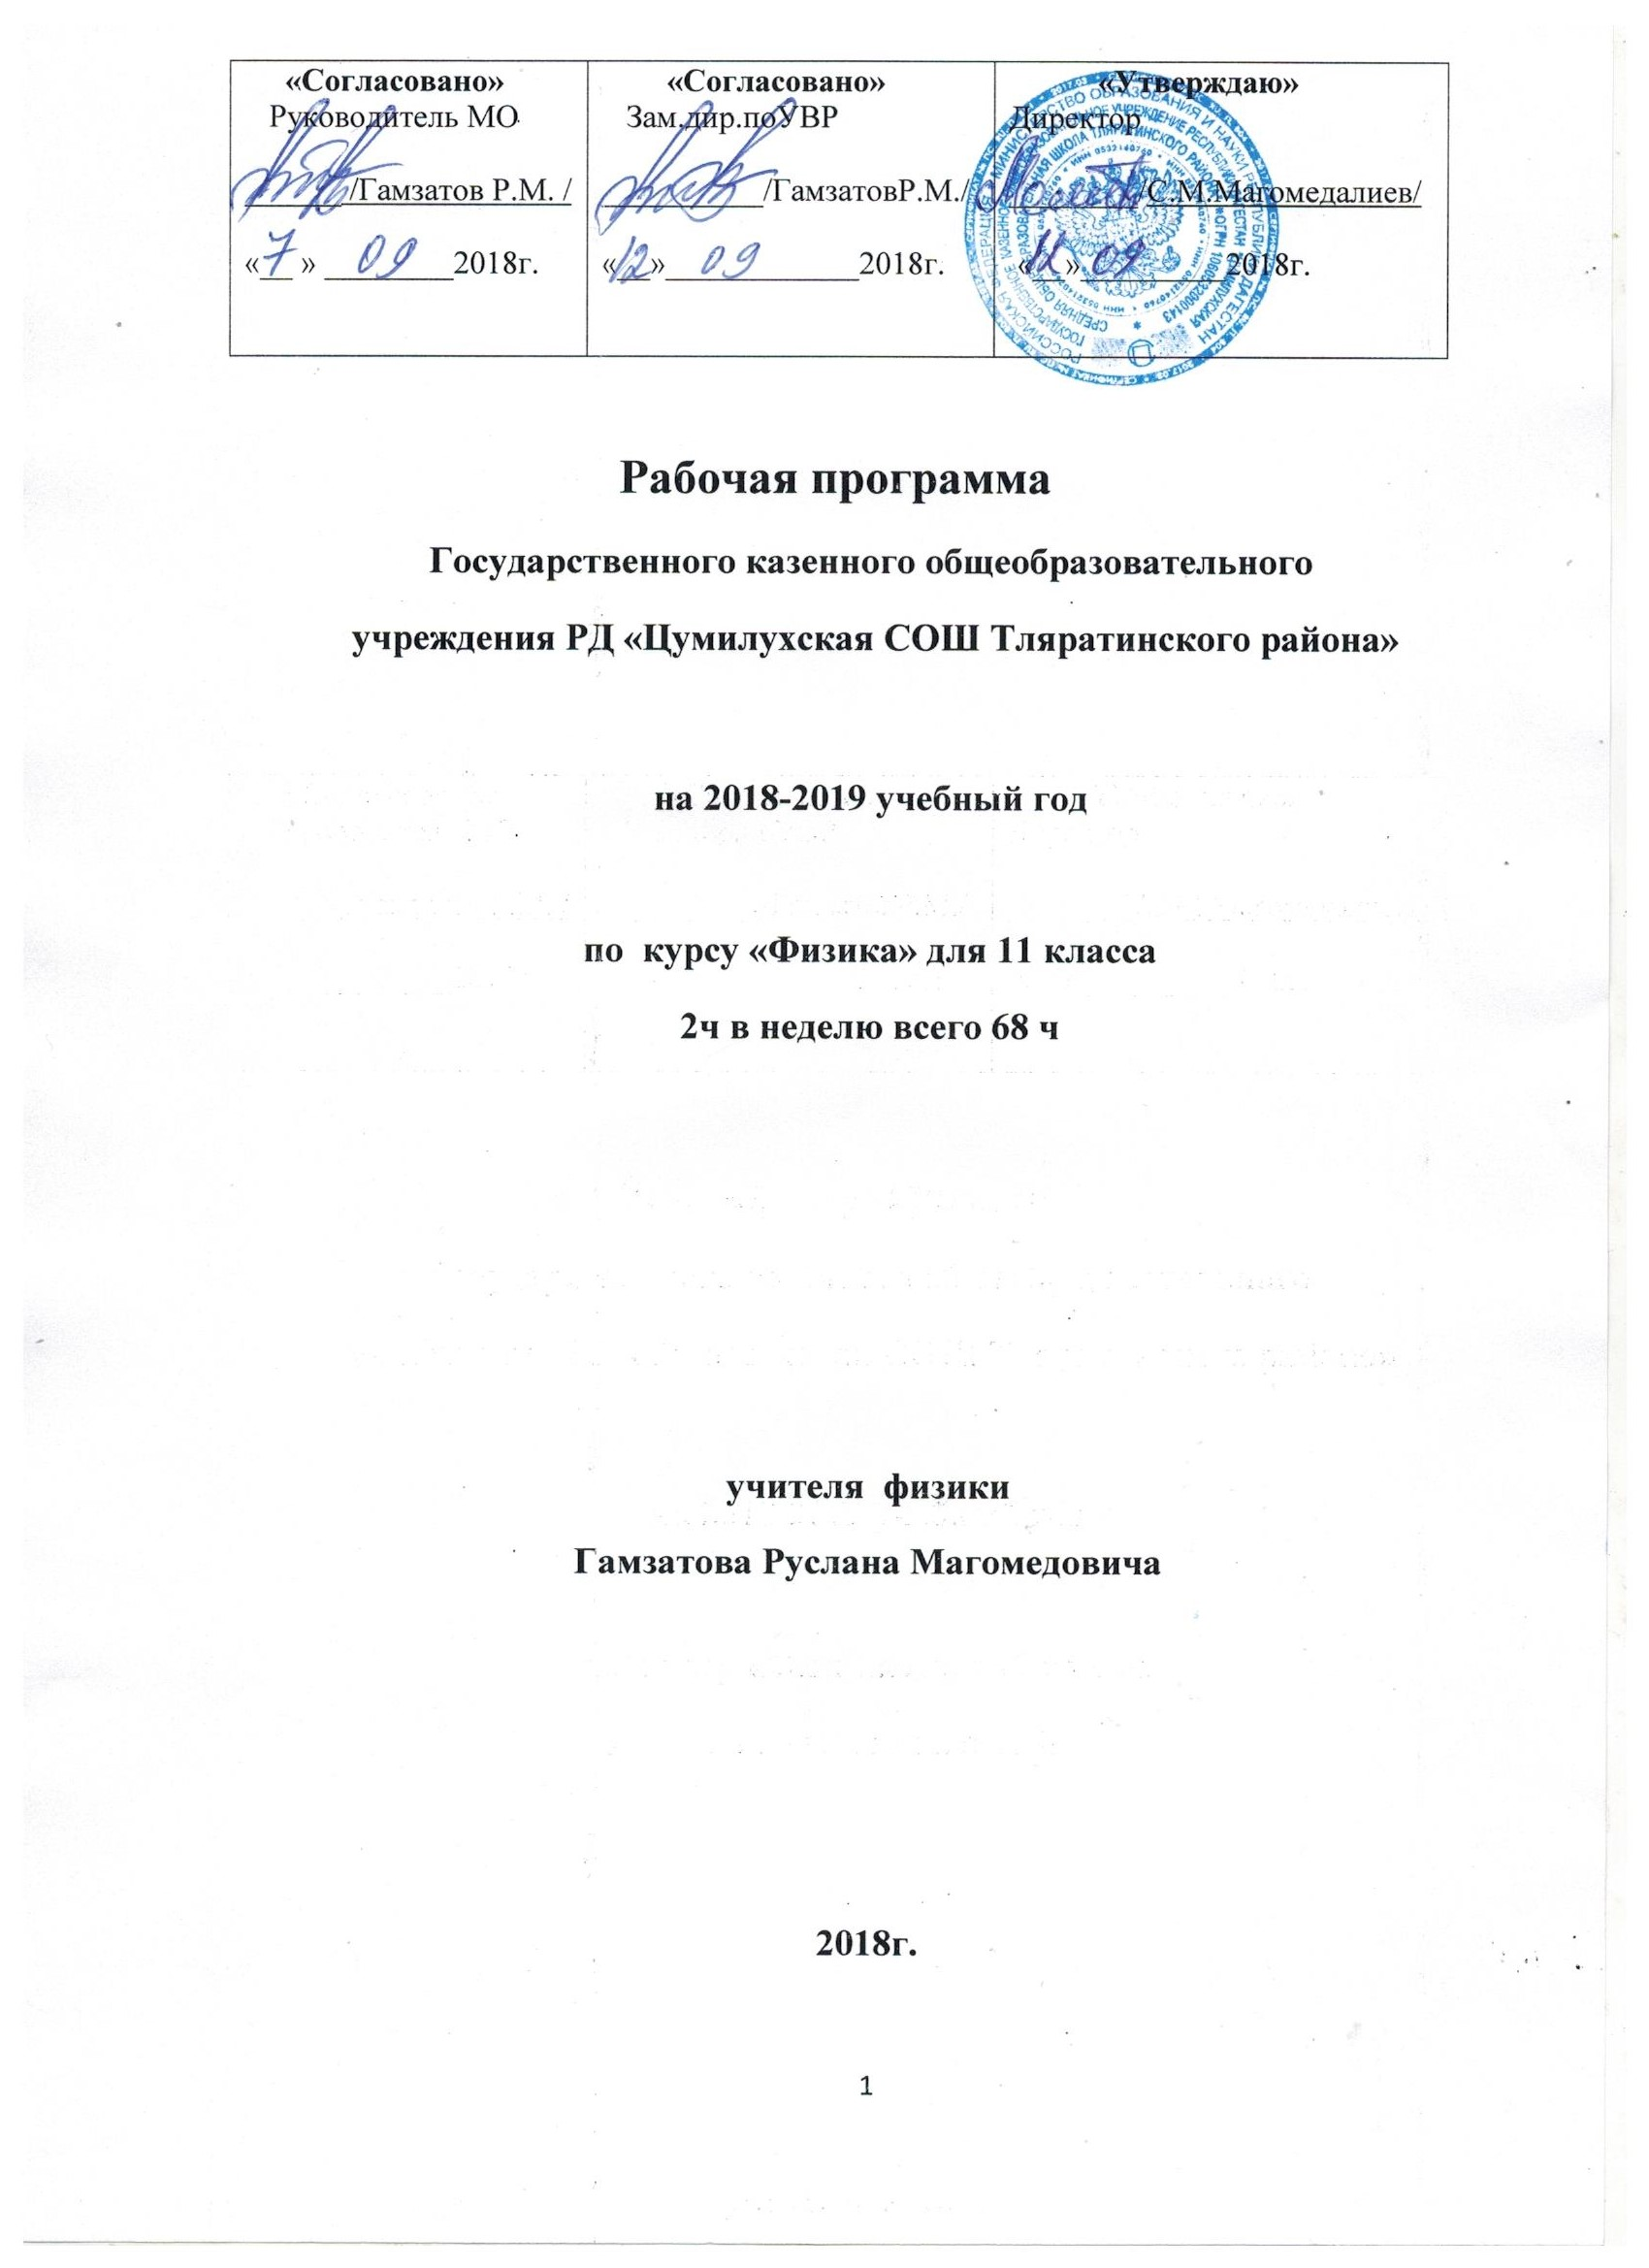 «Согласовано»
Руководитель МО
/Гамзатов Р.М. /
«7» 09 2018г.
«Согласовано»
Зам.дир.поУВР
/ГамзатовР.М./
«12» 09 2018г.
«Утверждаю»
Директор
/С.М.Магомедалиев/
«12» 09 2018г.
Рабочая программа
Государственного казенного общеобразовательного
учреждения РД «Цумилухская СОШ Тляратинского района»
на 2018-2019 учебный год
по курсу «Физика» для 11 класса
2ч в неделю всего 68 ч
учителя физики
Гамзатова Руслана Магомедовича
2018г.
1